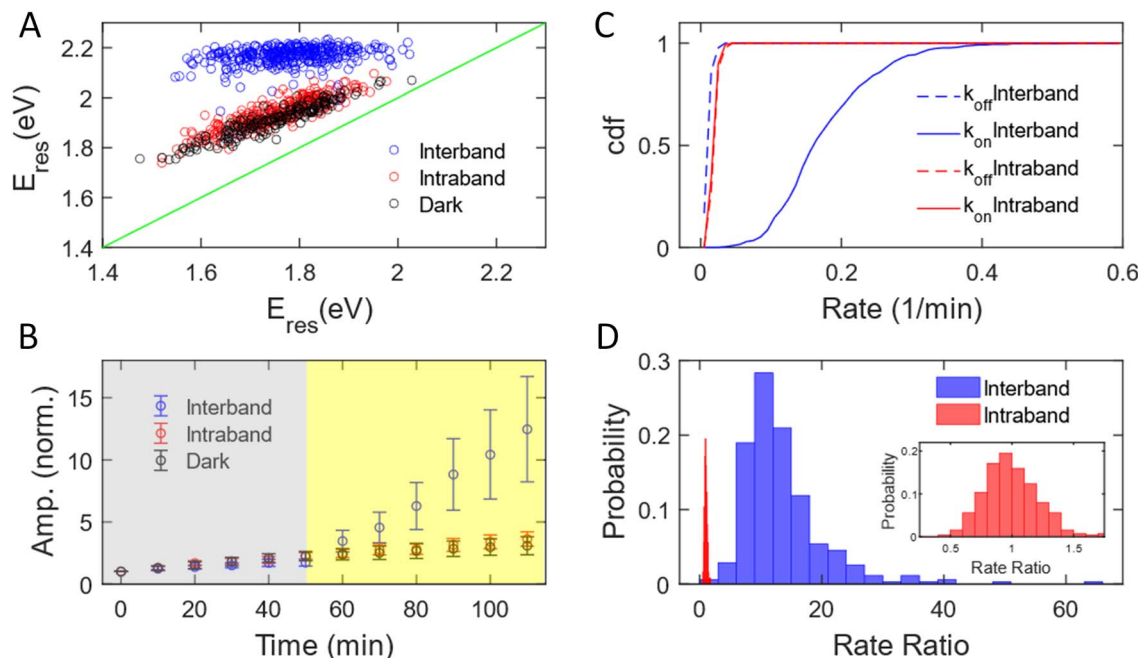 A
E_res(eV)
2.2
2
1.8
1.6
1.4
Interband
Intraband
Dark
1.4
1.6
1.8
2
2.2
E_res(eV)
B
Amp. (norm.)
15
10
5
0
Interband
Intraband
Dark
0
20
40
60
80
100
Time (min)
C
cdf
1
0.5
0
k_off Interband
k_on Interband
k_off Intraband
k_on Intraband
0
0.2
0.4
0.6
Rate (1/min)
D
Probability
0.3
0.2
0.1
0
Interband
Intraband
Probability
0.2
0.1
0
0.5
1
1.5
Rate Ratio
0
20
40
60
Rate Ratio